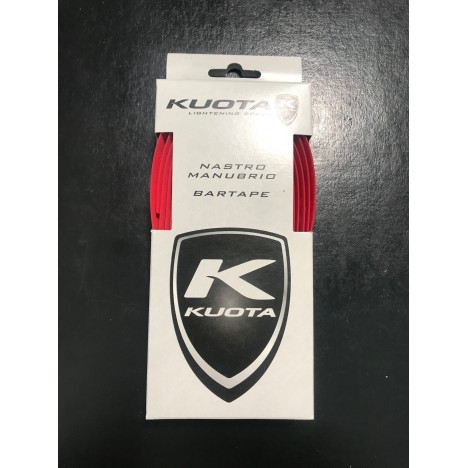 KUOTA K
LIGHTENING SPEED
NASTRO
MANUBRIO
BARTAPE
K
KUOTA